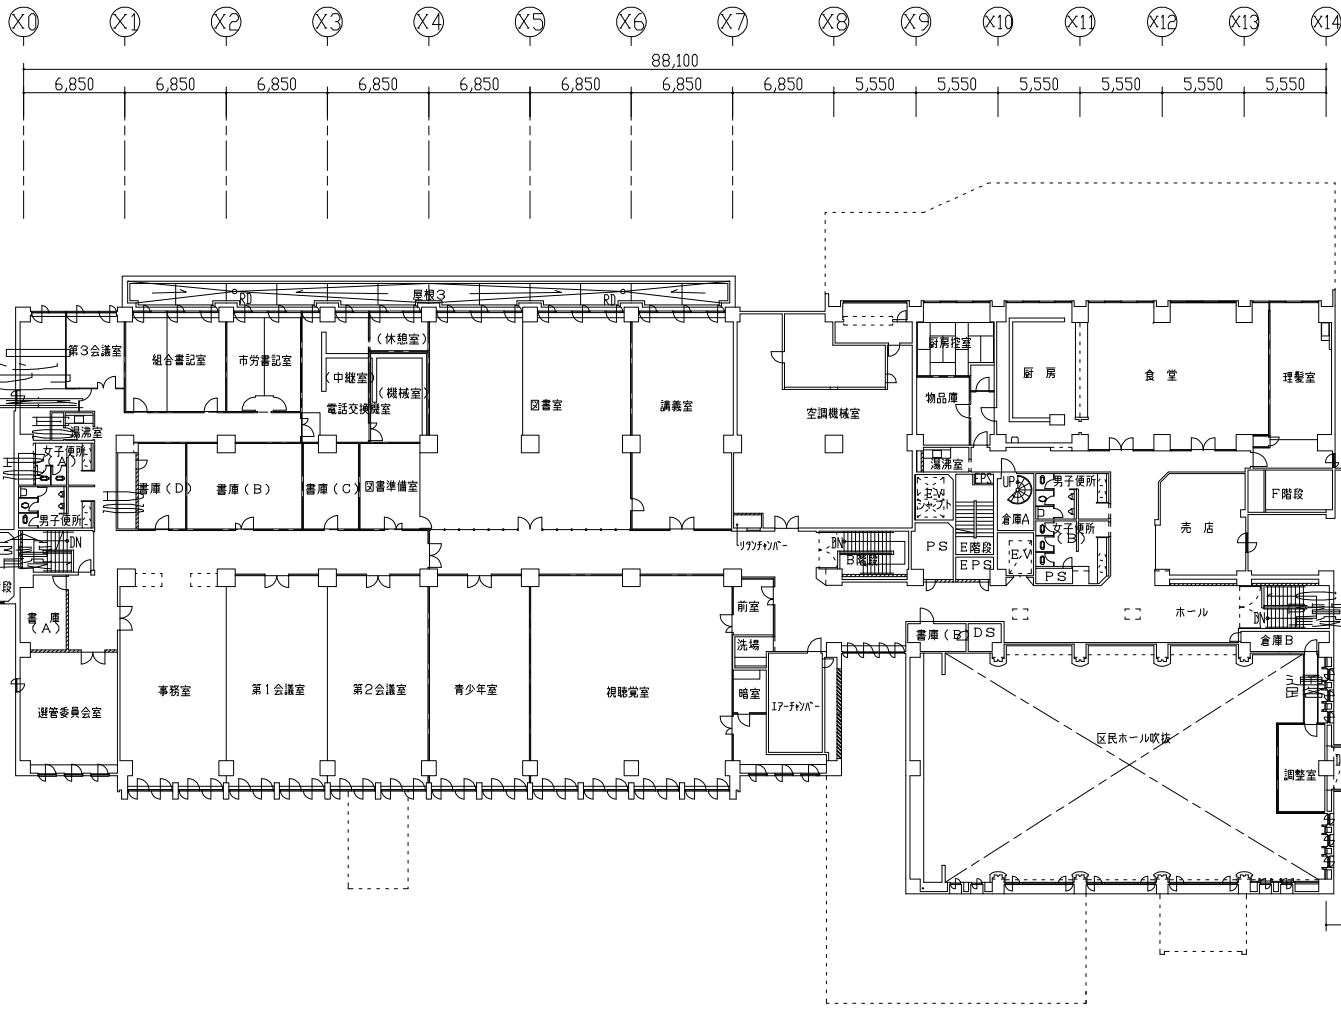 X0 X1 X2 X3 X4 X5 X6 X7 X8 X9 X10 X11 X12 X13 X14
88,100
6,850 6,850 6,850 6,850 6,850 6,850 6,850 6,850 5,550 5,550 5,550 5,550 5,550 5,550
RD 屋根3 RD
第3会議室
組合書記室
市労書記室
(休憩室)
(中継室)
(機械室)
電話交換機室
図書室
講義室
空調機械室
厨房控室
物品庫
厨 房
食 堂
理髪室
湯沸室
女子便所
(A)
男子便所
DN
書庫(D)
書庫(B)
書庫(C)
図書準備室
湯沸室
EV
シャフト
EPS
UP
倉庫A
男子便所
女子便所
(B)
F階段
売 店
リタンチャンバー
DN
B階段
PS
E階段
EPS
EV
PS
段
書 庫
(A)
前室
洗場
ホール
DN
書庫(E)
DS
倉庫B
選管委員会室
事務室
第1会議室
第2会議室
青少年室
視聴覚室
暗室
エアーチャンバー
区民ホール吹抜
調整室